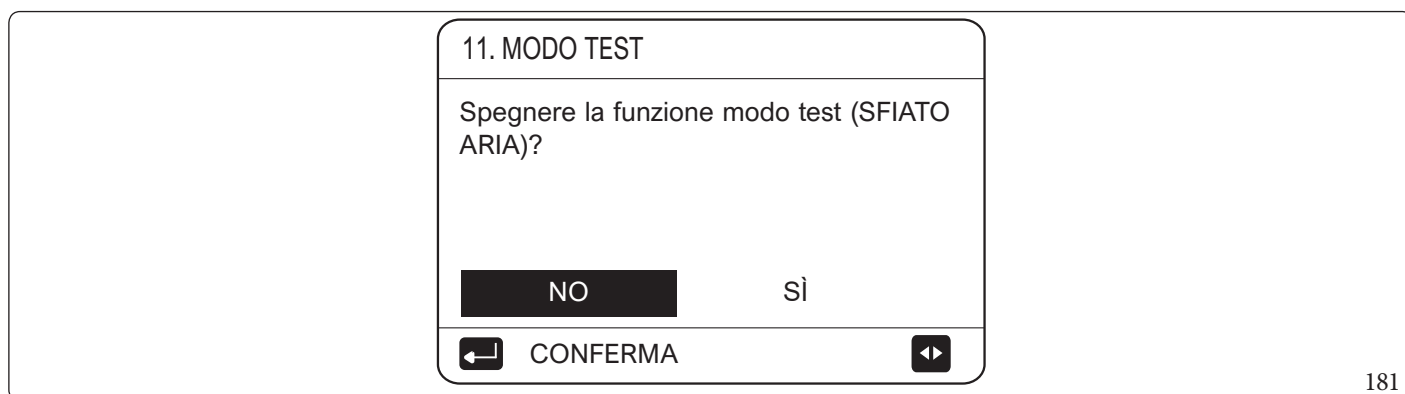 11. MODO TEST
Spegnere la funzione modo test (SFIATO
ARIA)?
NO SÌ
CONFERMA
181